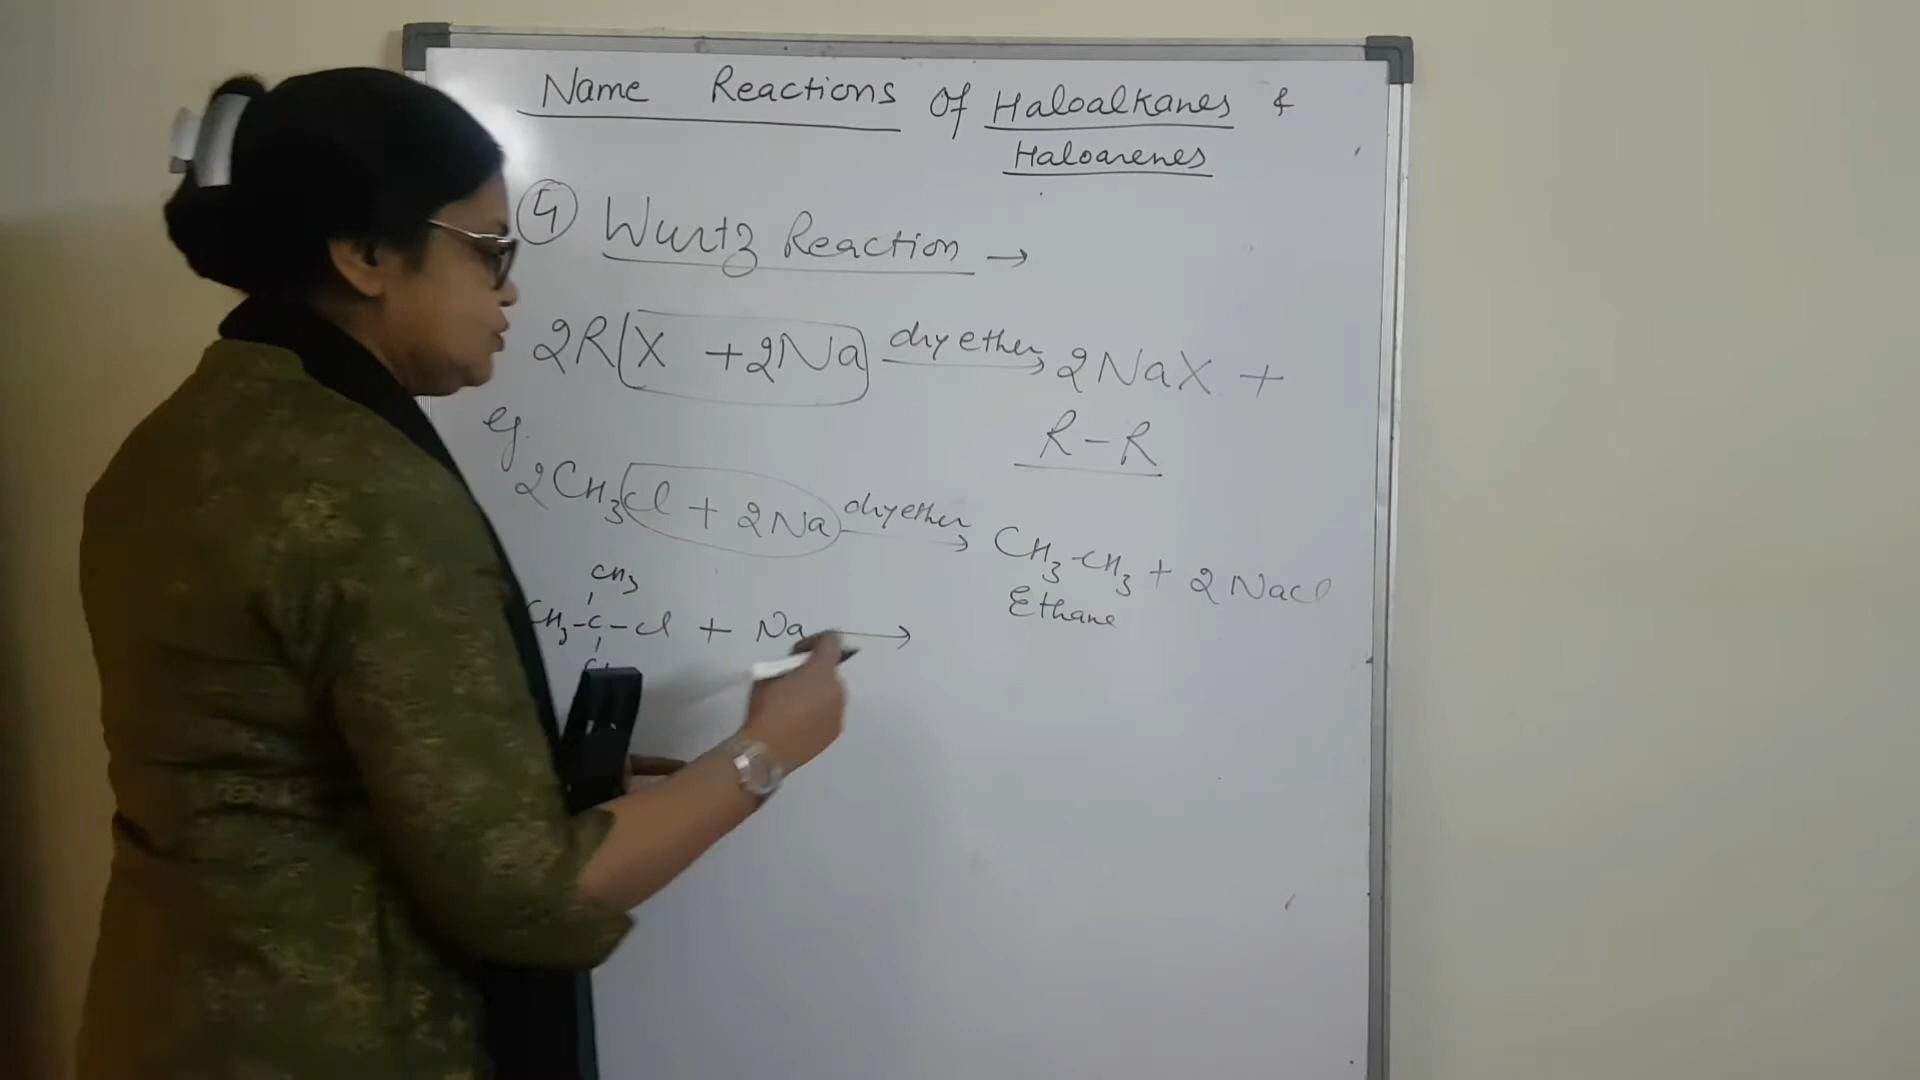 Name Reactions of Haloalkanes &
Haloarenes
④ Wurtz Reaction →
2R X + 2Na dry ether → 2NaX +
R-R
eg.
2CH₃Cl + 2Na dry ether → CH₃-CH₃ + 2NaCl
Ethane
CH₃
CH₃-C-Cl + Na →